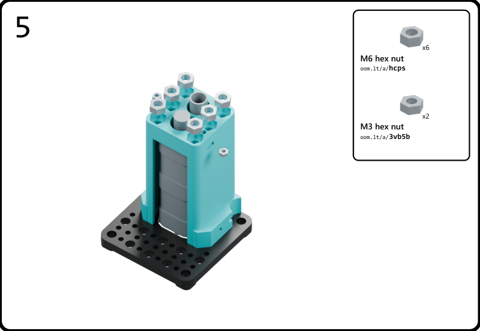 5
x6
M6 hex nut
oom.lt/a/hcps
x2
M3 hex nut
oom.lt/a/3vb5b